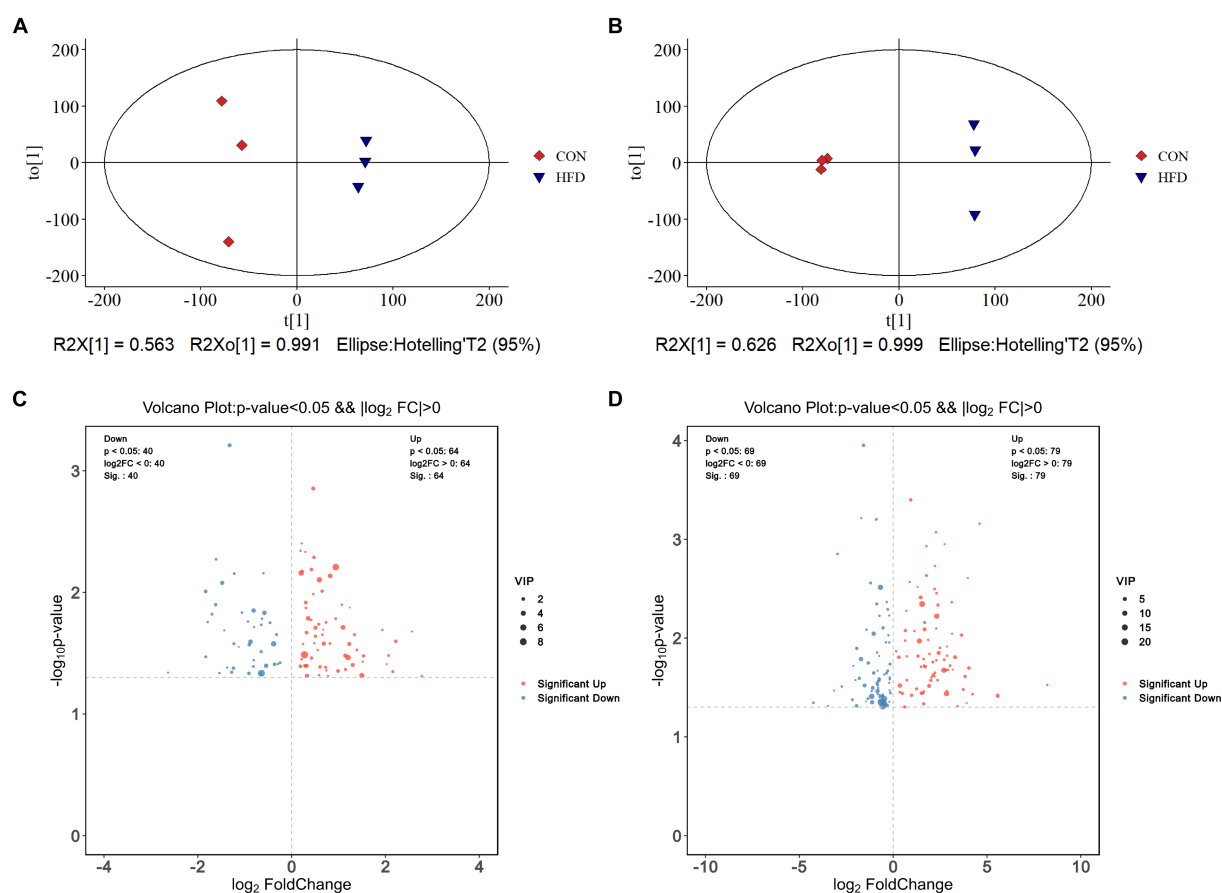 A
200
100
0
-100
-200
to[1]
-200
-100
0
100
200
t[1]
CON
HFD
R2X[1] = 0.563 R2Xo[1] = 0.991 Ellipse:Hotelling'T2 (95%)
B
200
100
0
-100
-200
to[1]
-200
-100
0
100
200
t[1]
CON
HFD
R2X[1] = 0.626 R2Xo[1] = 0.999 Ellipse:Hotelling'T2 (95%)
C
Volcano Plot:p-value<0.05 && |log2 FC|>0
Down
p < 0.05: 40
log2FC < 0: 40
Sig. : 40
Up
p < 0.05: 64
log2FC > 0: 64
Sig. : 64
3
2
1
0
-log10p-value
-4
-2
0
2
4
log2 FoldChange
VIP
2
4
6
8
Significant Up
Significant Down
D
Volcano Plot:p-value<0.05 && |log2 FC|>0
Down
p < 0.05: 69
log2FC < 0: 69
Sig. : 69
Up
p < 0.05: 79
log2FC > 0: 79
Sig. : 79
4
3
2
1
0
-log10p-value
-10
-5
0
5
10
log2 FoldChange
VIP
5
10
15
20
Significant Up
Significant Down